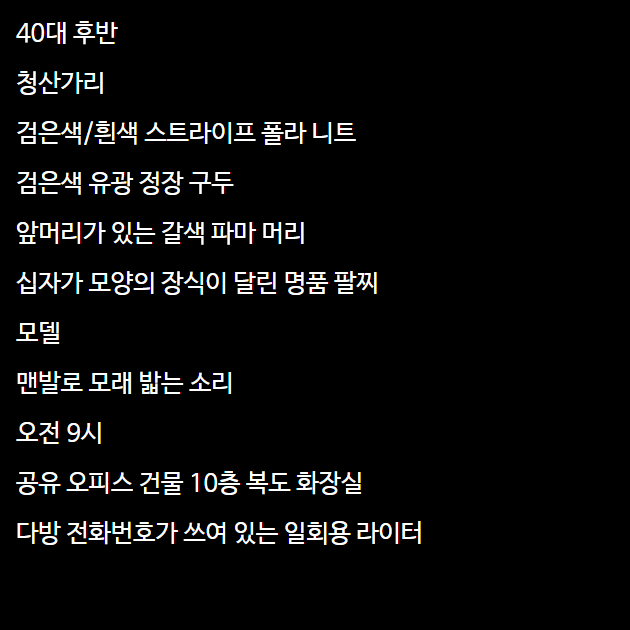 40대 후반
청산가리
검은색/흰색 스트라이프 폴라 니트
검은색 유광 정장 구두
앞머리가 있는 갈색 파마 머리
십자가 모양의 장식이 달린 명품 팔찌
모델
맨발로 모래 밟는 소리
오전 9시
공유 오피스 건물 10층 복도 화장실
다방 전화번호가 쓰여 있는 일회용 라이터